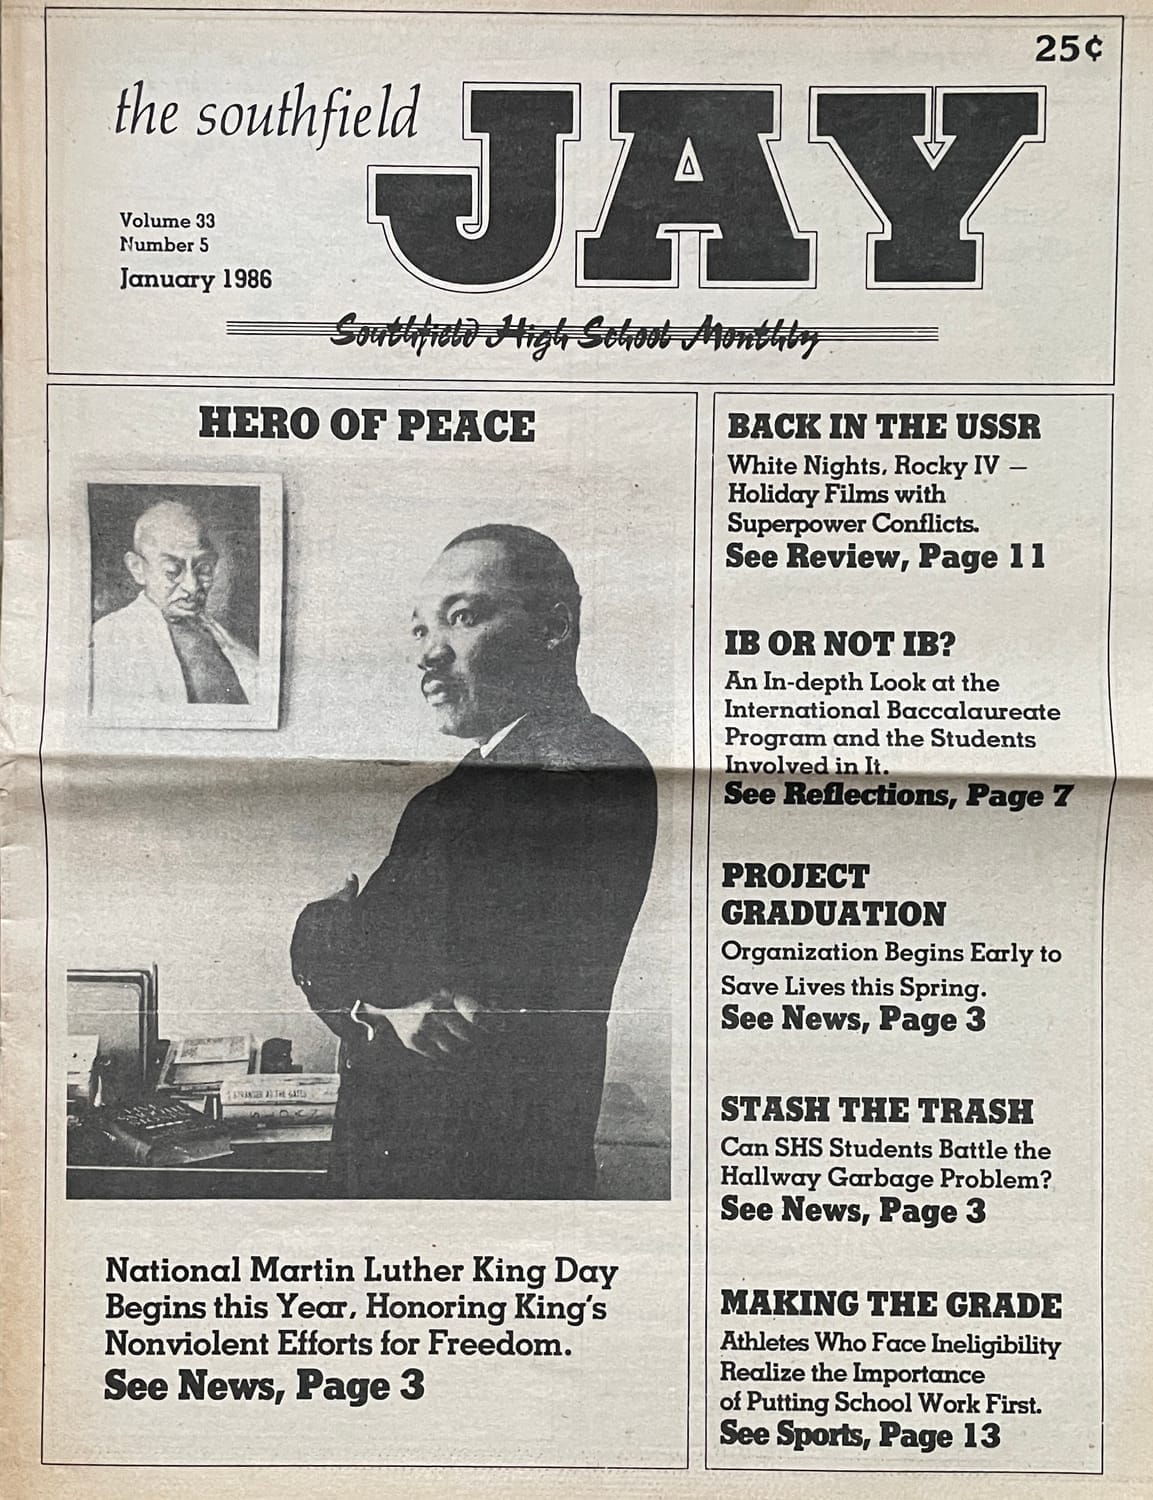 25¢
the southfield
JAY
Volume 33
Number 5
January 1986
Southfield High School Monthly
HERO OF PEACE
STRANGER AT THE GATES
National Martin Luther King Day
Begins this Year, Honoring King's
Nonviolent Efforts for Freedom.
See News, Page 3
BACK IN THE USSR
White Nights, Rocky IV —
Holiday Films with
Superpower Conflicts.
See Review, Page 11
IB OR NOT IB?
An In-depth Look at the
International Baccalaureate
Program and the Students
Involved in It.
See Reflections, Page 7
PROJECT
GRADUATION
Organization Begins Early to
Save Lives this Spring.
See News, Page 3
STASH THE TRASH
Can SHS Students Battle the
Hallway Garbage Problem?
See News, Page 3
MAKING THE GRADE
Athletes Who Face Ineligibility
Realize the Importance
of Putting School Work First.
See Sports, Page 13